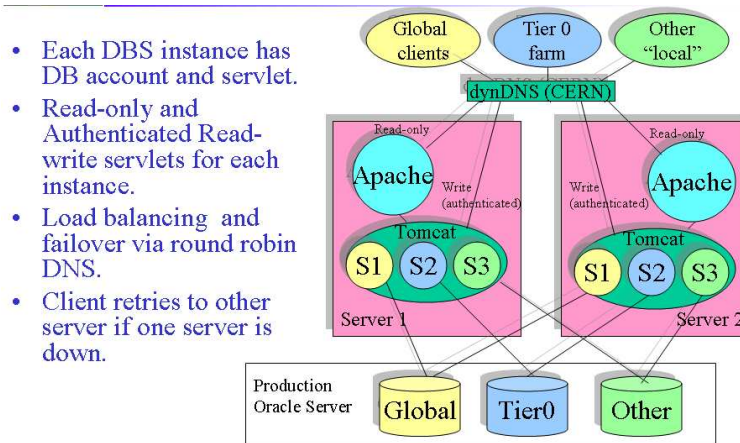 • Each DBS instance has
DB account and servlet.
• Read-only and
Authenticated Read-
write servlets for each
instance.
• Load balancing and
failover via round robin
DNS.
• Client retries to other
server if one server is
down.
Global
clients
Tier 0
farm
Other
“local”
dynDNS (CERN)
Read-only
Apache
Write
(authenticated)
Tomcat
S1
S2
S3
Server 1
Read-only
Apache
Write
(authenticated)
Tomcat
S1
S2
S3
Server 2
Production
Oracle Server
Global
Tier0
Other